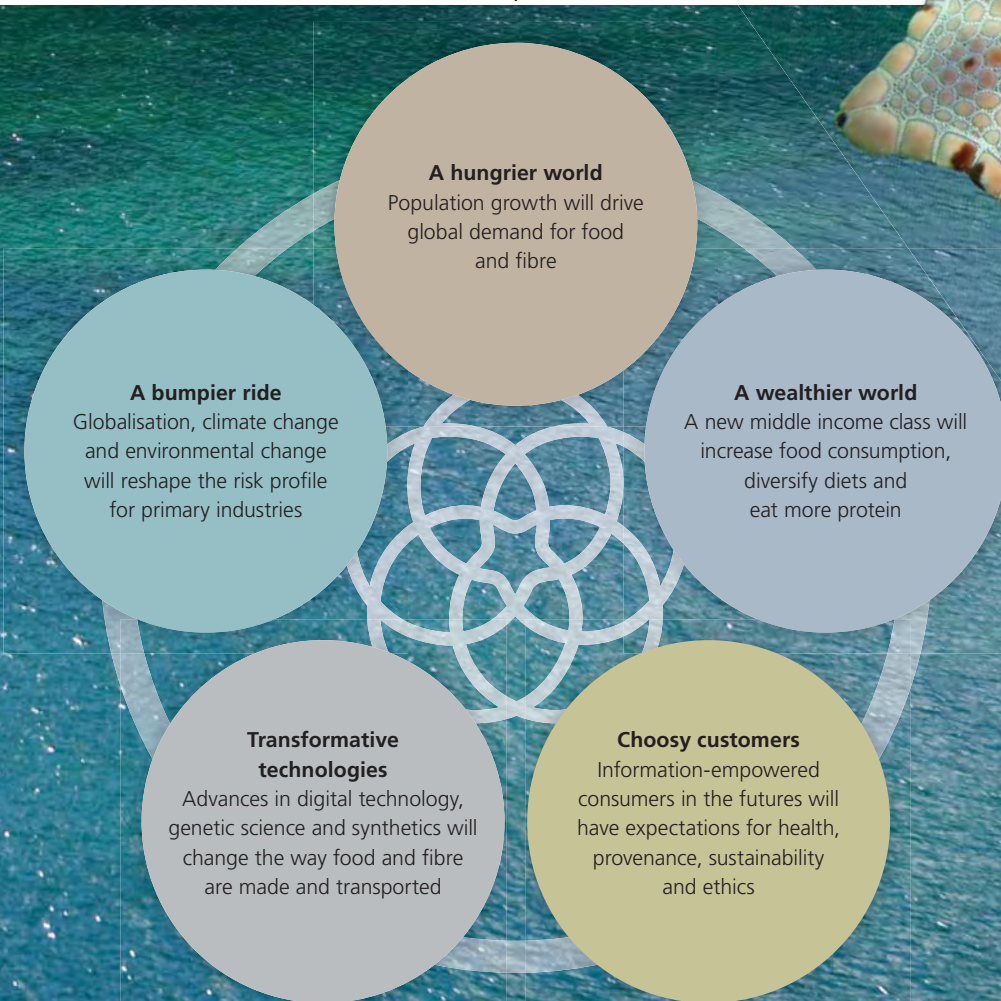 A hungrier world
Population growth will drive
global demand for food
and fibre
A bumpier ride
Globalisation, climate change
and environmental change
will reshape the risk profile
for primary industries
A wealthier world
A new middle income class will
increase food consumption,
diversify diets and
eat more protein
Transformative
technologies
Advances in digital technology,
genetic science and synthetics will
change the way food and fibre
are made and transported
Choosy customers
Information-empowered
consumers in the futures will
have expectations for health,
provenance, sustainability
and ethics